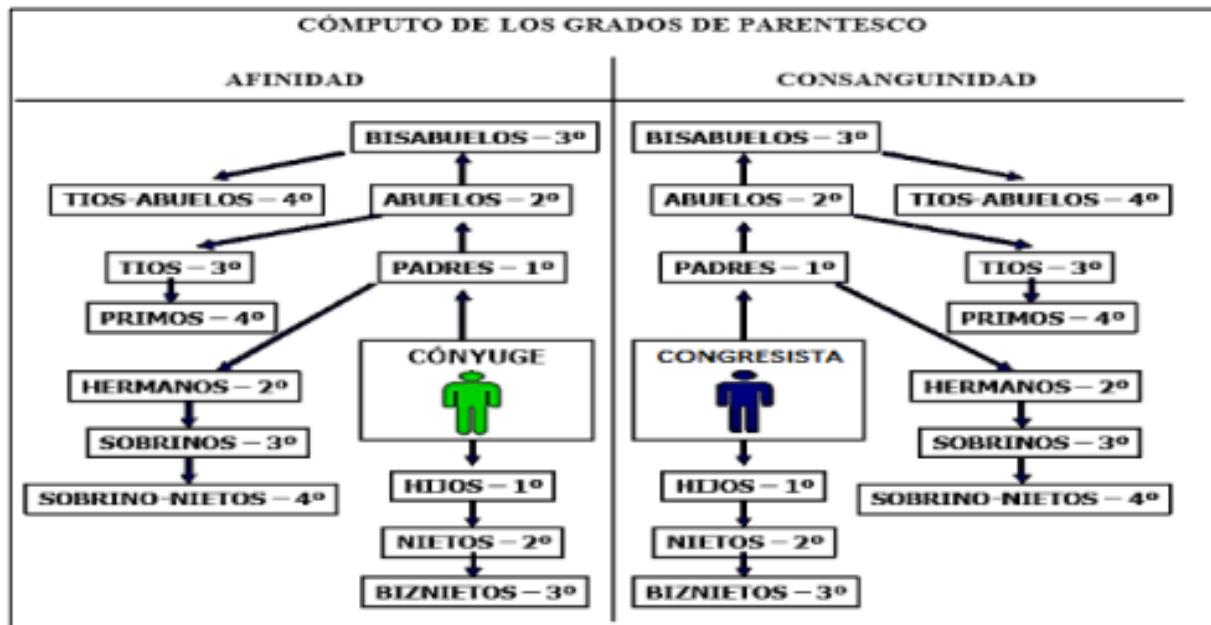 CÓMPUTO DE LOS GRADOS DE PARENTESCO
AFINIDAD
BISABUELOS – 3º
TIOS-ABUELOS – 4º
ABUELOS – 2º
TIOS – 3º
PADRES – 1º
PRIMOS – 4º
CÓNYUGE
HERMANOS – 2º
SOBRINOS – 3º
HIJOS – 1º
SOBRINO-NIETOS – 4º
NIETOS – 2º
BIZNIETOS – 3º
CONSANGUINIDAD
BISABUELOS – 3º
ABUELOS – 2º
TIOS-ABUELOS – 4º
PADRES – 1º
TIOS – 3º
PRIMOS – 4º
CONGRESISTA
HERMANOS – 2º
SOBRINOS – 3º
HIJOS – 1º
SOBRINO-NIETOS – 4º
NIETOS – 2º
BIZNIETOS – 3º